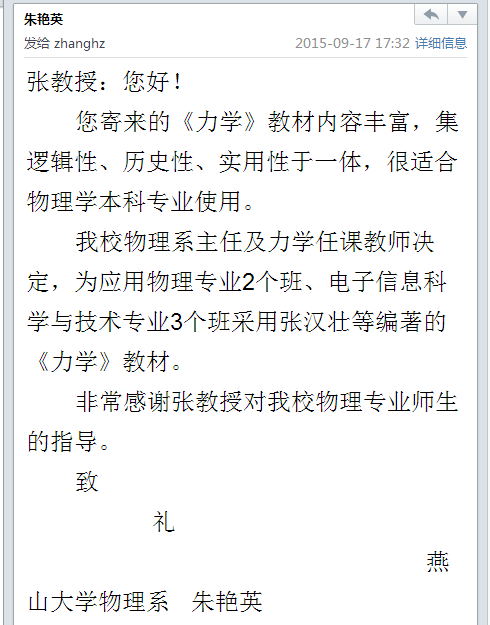 朱艳英
发给 zhanghz
2015-09-17 17:32 详细信息
张教授：您好！
您寄来的《力学》教材内容丰富，集
逻辑性、历史性、实用性于一体，很适合
物理学本科专业使用。
我校物理系主任及力学任课教师决
定，为应用物理专业2个班、电子信息科
学与技术专业3个班采用张汉壮等编著的
《力学》教材。
非常感谢张教授对我校物理专业师生
的指导。
致
礼
燕
山大学物理系 朱艳英